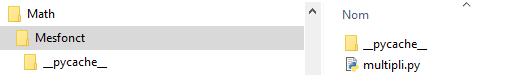 Math
Mesfonct
__pycache__
Nom
__pycache__
multipli.py